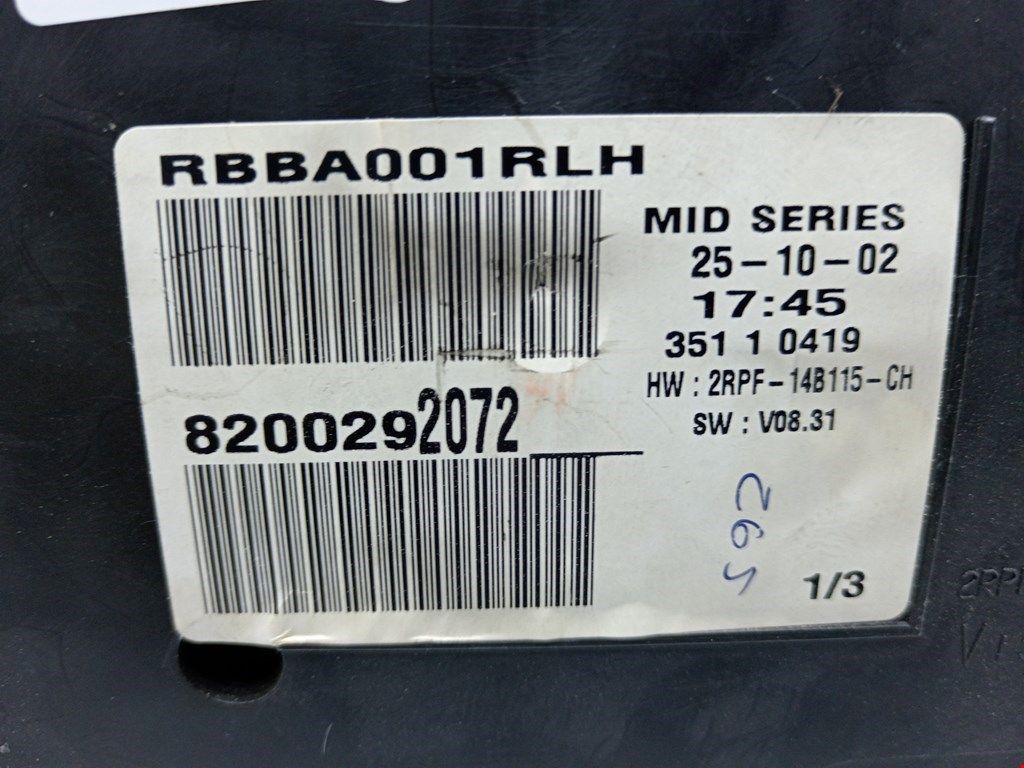 RBBA001RLH
MID SERIES
25-10-02
17:45
351 1 0419
HW : 2RPF-14B115-CH
SW : V08.31
8200292072
1/3